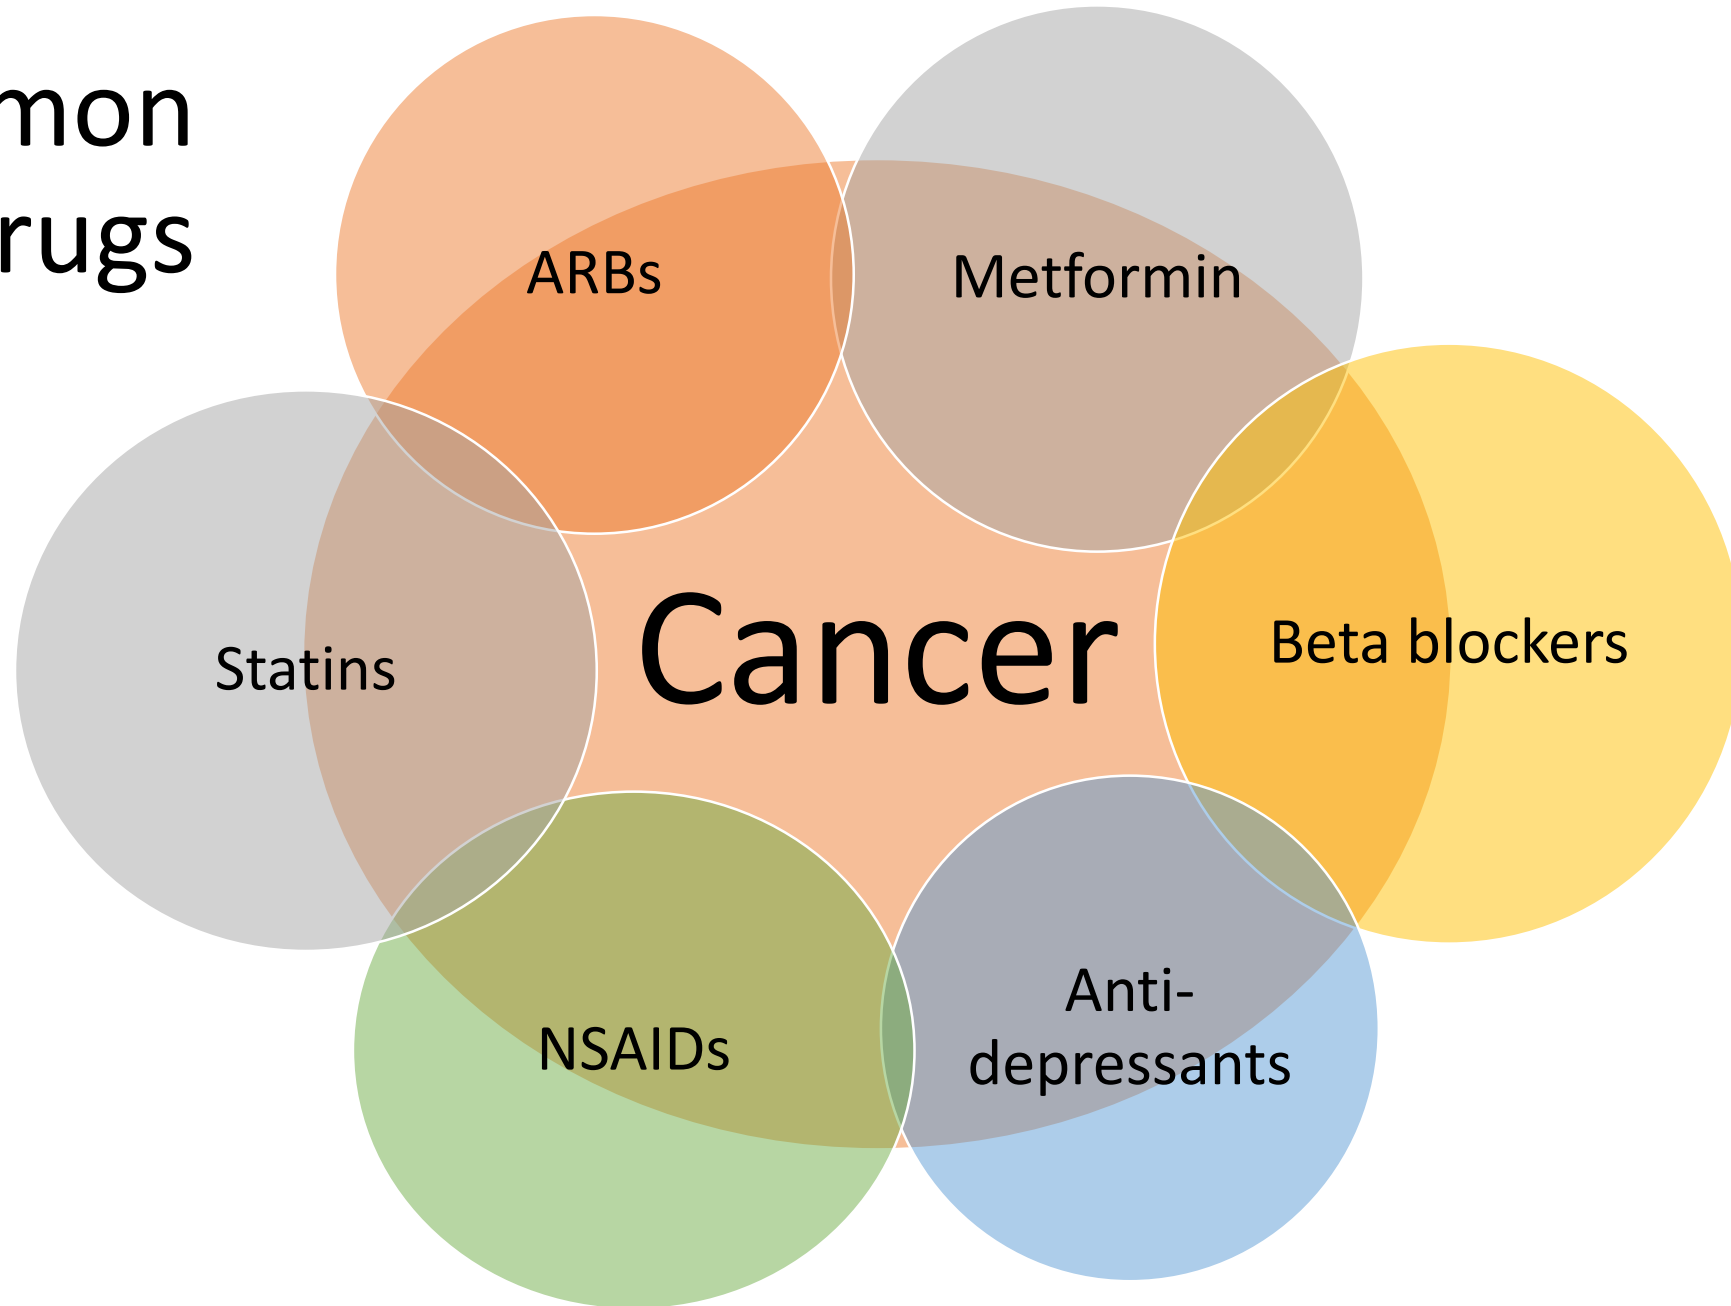 mon
rugs
ARBs
Metformin
Statins
Cancer
Beta blockers
NSAIDs
Anti-
depressants